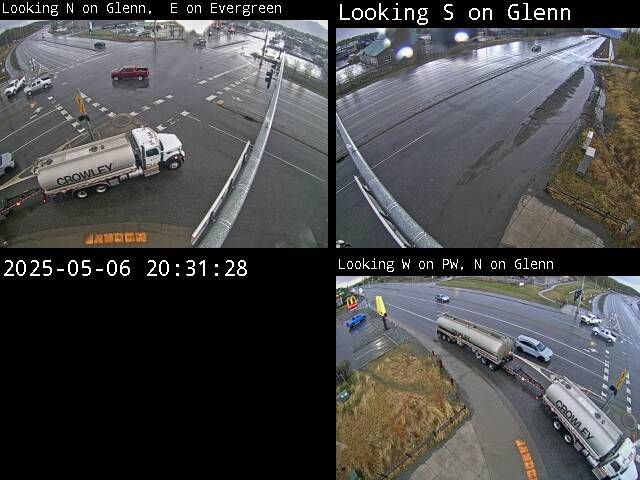 Looking N on Glenn, E on Evergreen
Looking S on Glenn
CROWLEY
2025-05-06 20:31:28
Looking W on PW, N on Glenn
CROWLEY